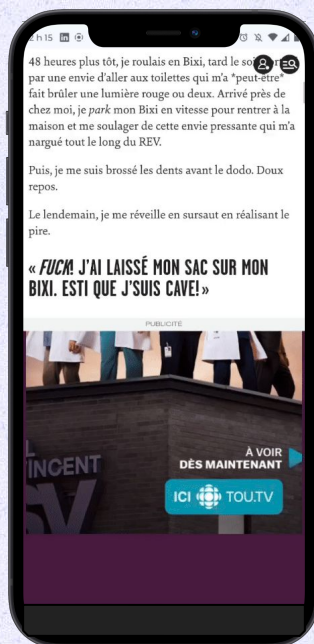 2 h 15
48 heures plus tôt, je roulais en Bixi, tard le
par une envie d'aller aux toilettes qui m'a *peut-être*
fait brûler une lumière rouge ou deux. Arrivé près de
chez moi, je park mon Bixi en vitesse pour rentrer à la
maison et me soulager de cette envie pressante qui m'a
nargué tout le long du REV.
Puis, je me suis brossé les dents avant le dodo. Doux
repos.
Le lendemain, je me réveille en sursaut en réalisant le
pire.
« FUCK! J'AI LAISSÉ MON SAC SUR MON
BIXI. ESTI QUE J'SUIS CAVE! »
PUBLICITÉ
INCENT
À VOIR
DÈS MAINTENANT
ICI TOU.TV